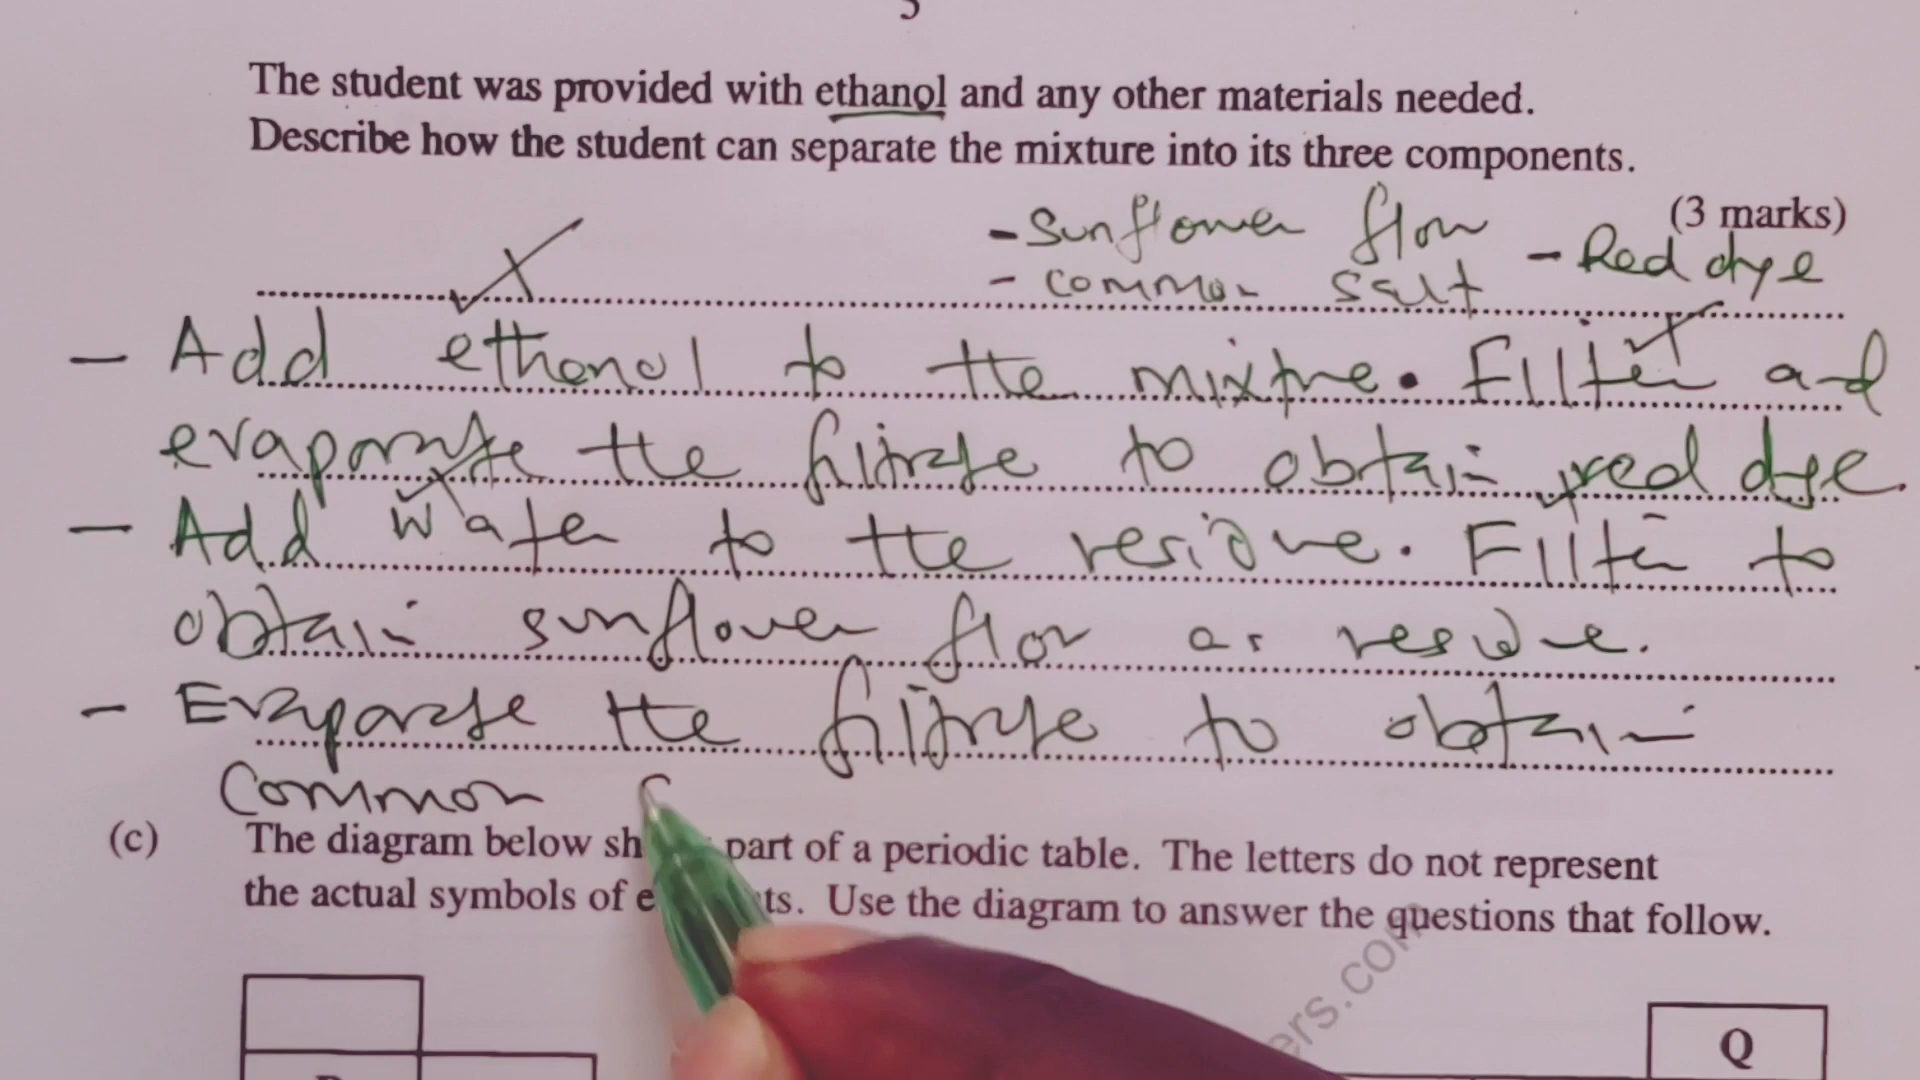 The student was provided with ethanol and any other materials needed.
Describe how the student can separate the mixture into its three components.
(3 marks)
- Sunflower flour
- Red dye
- common salt
- Add ethanol to the mixture. Filter and
evaporate the filtrate to obtain red dye.
- Add water to the residue. Filter to
obtain sunflower flour as residue.
- Evaporate the filtrate to obtain
Common
(c) The diagram below part of a periodic table. The letters do not represent
the actual symbols of Use the diagram to answer the questions that follow.
ers.com
Q